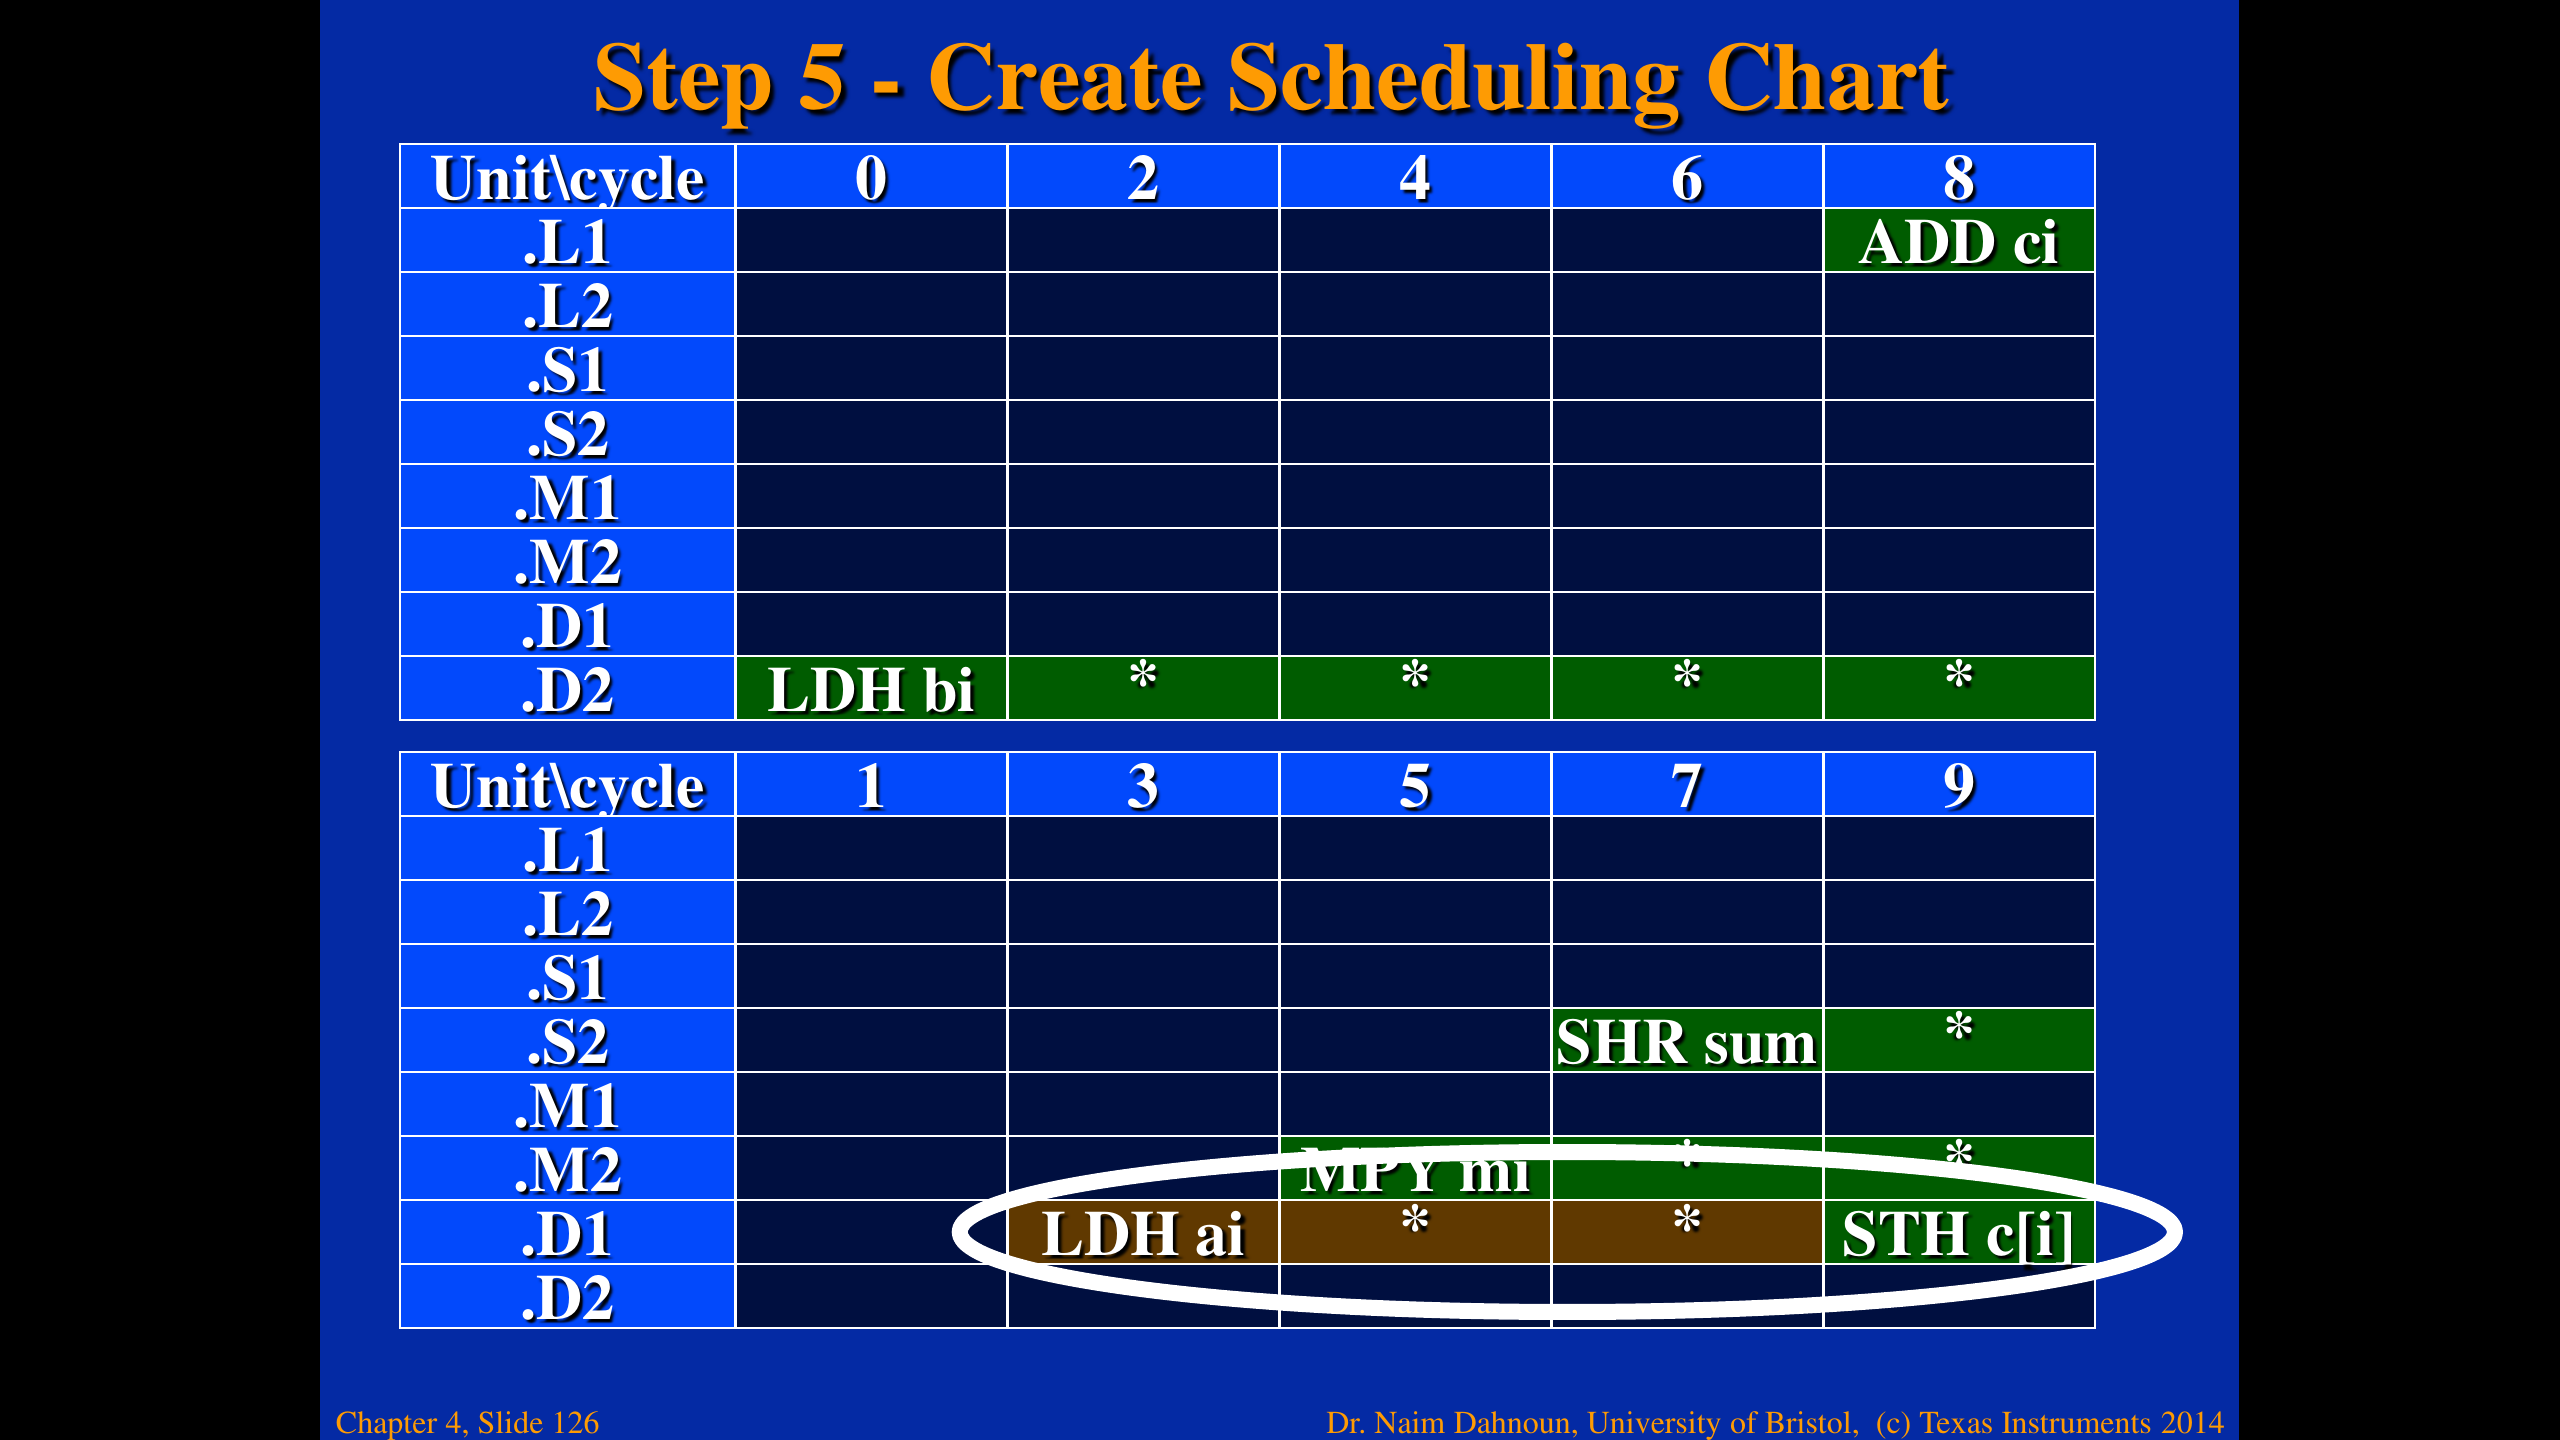 Step 5 - Create Scheduling Chart
Unit\cycle 0 2 4 6 8
.L1 ADD ci
.L2
.S1
.S2
.M1
.M2
.D1
.D2 LDH bi * * * *
Unit\cycle 1 3 5 7 9
.L1
.L2
.S1
.S2 SHR sum *
.M1
.M2 MPY mi * *
.D1 LDH ai * * STH c[i]
.D2
Chapter 4, Slide 126
Dr. Naim Dahnoun, University of Bristol, (c) Texas Instruments 2014